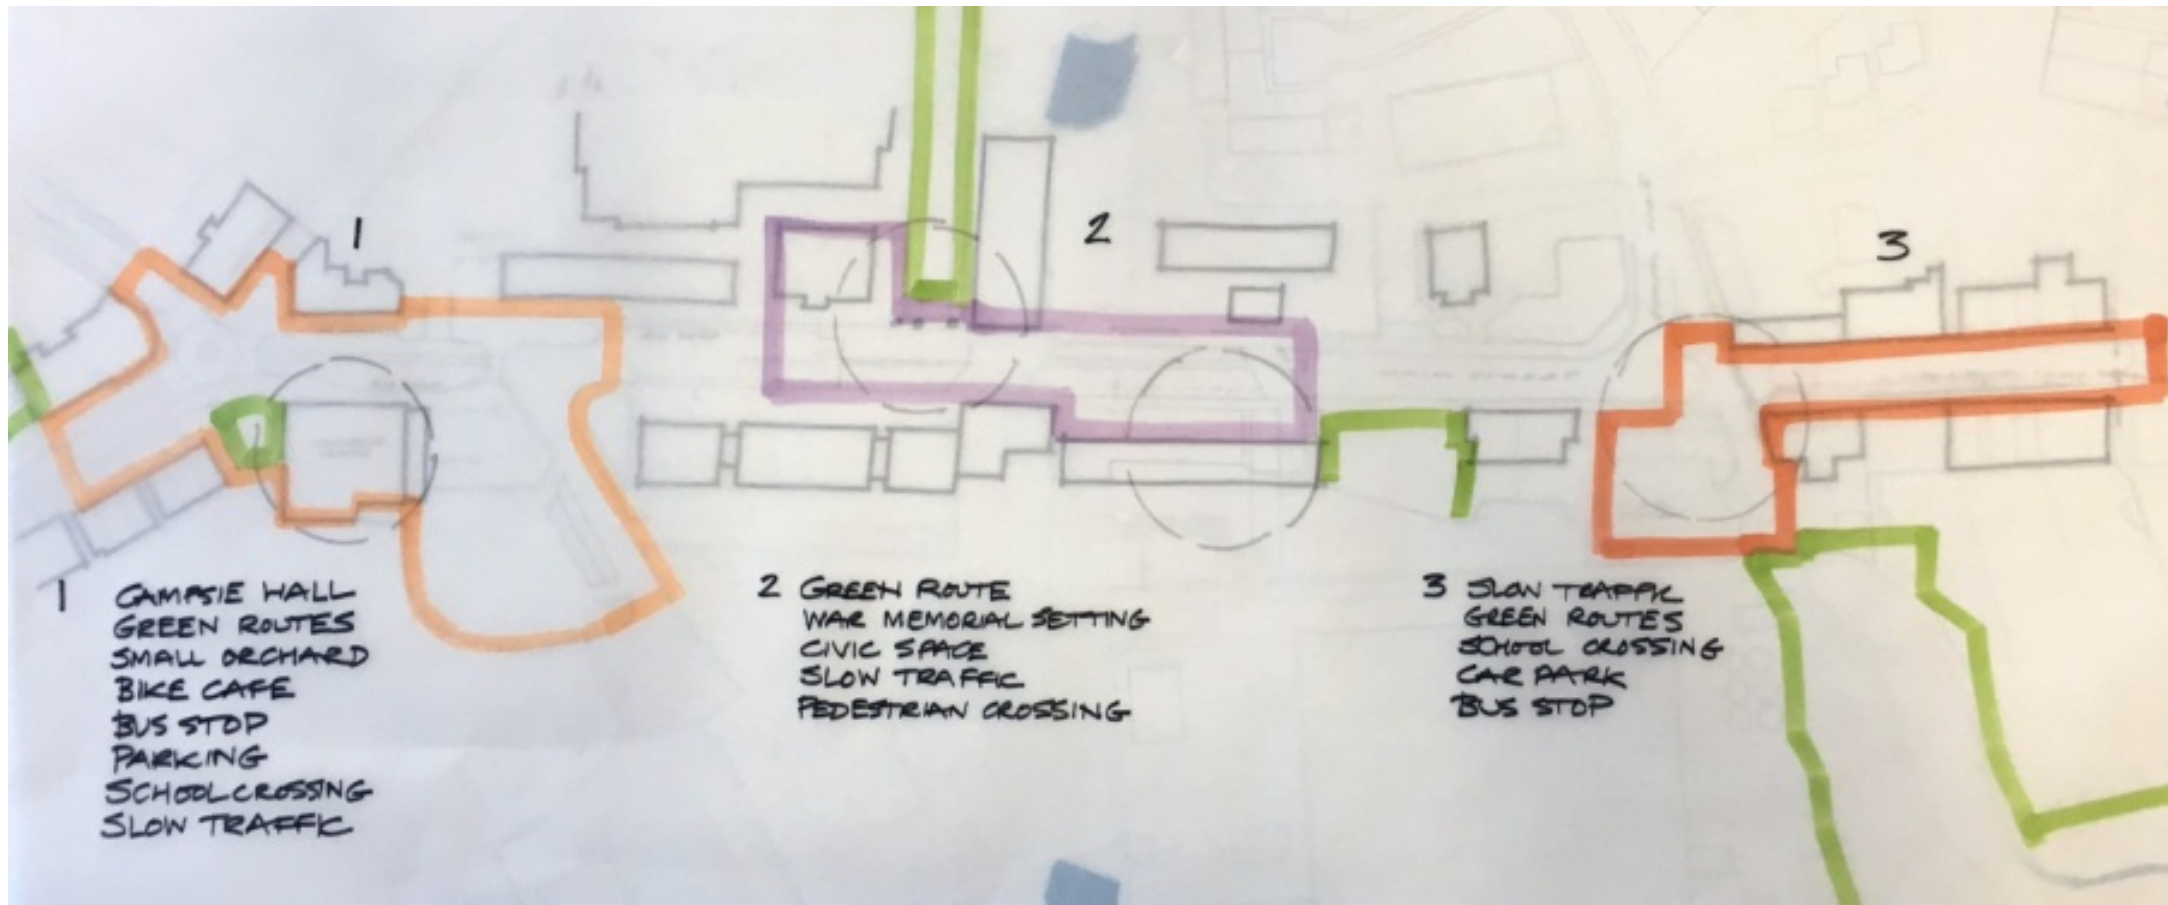 1
2
3
1 CAMPSIE HALL
GREEN ROUTES
SMALL ORCHARD
BIKE CAFE
BUS STOP
PARKING
SCHOOL CROSSING
SLOW TRAFFIC
2 GREEN ROUTE
WAR MEMORIAL SETTING
CIVIC SPACE
SLOW TRAFFIC
PEDESTRIAN CROSSING
3 SLOW TRAFFIC
GREEN ROUTES
SCHOOL CROSSING
CAR PARK
BUS STOP